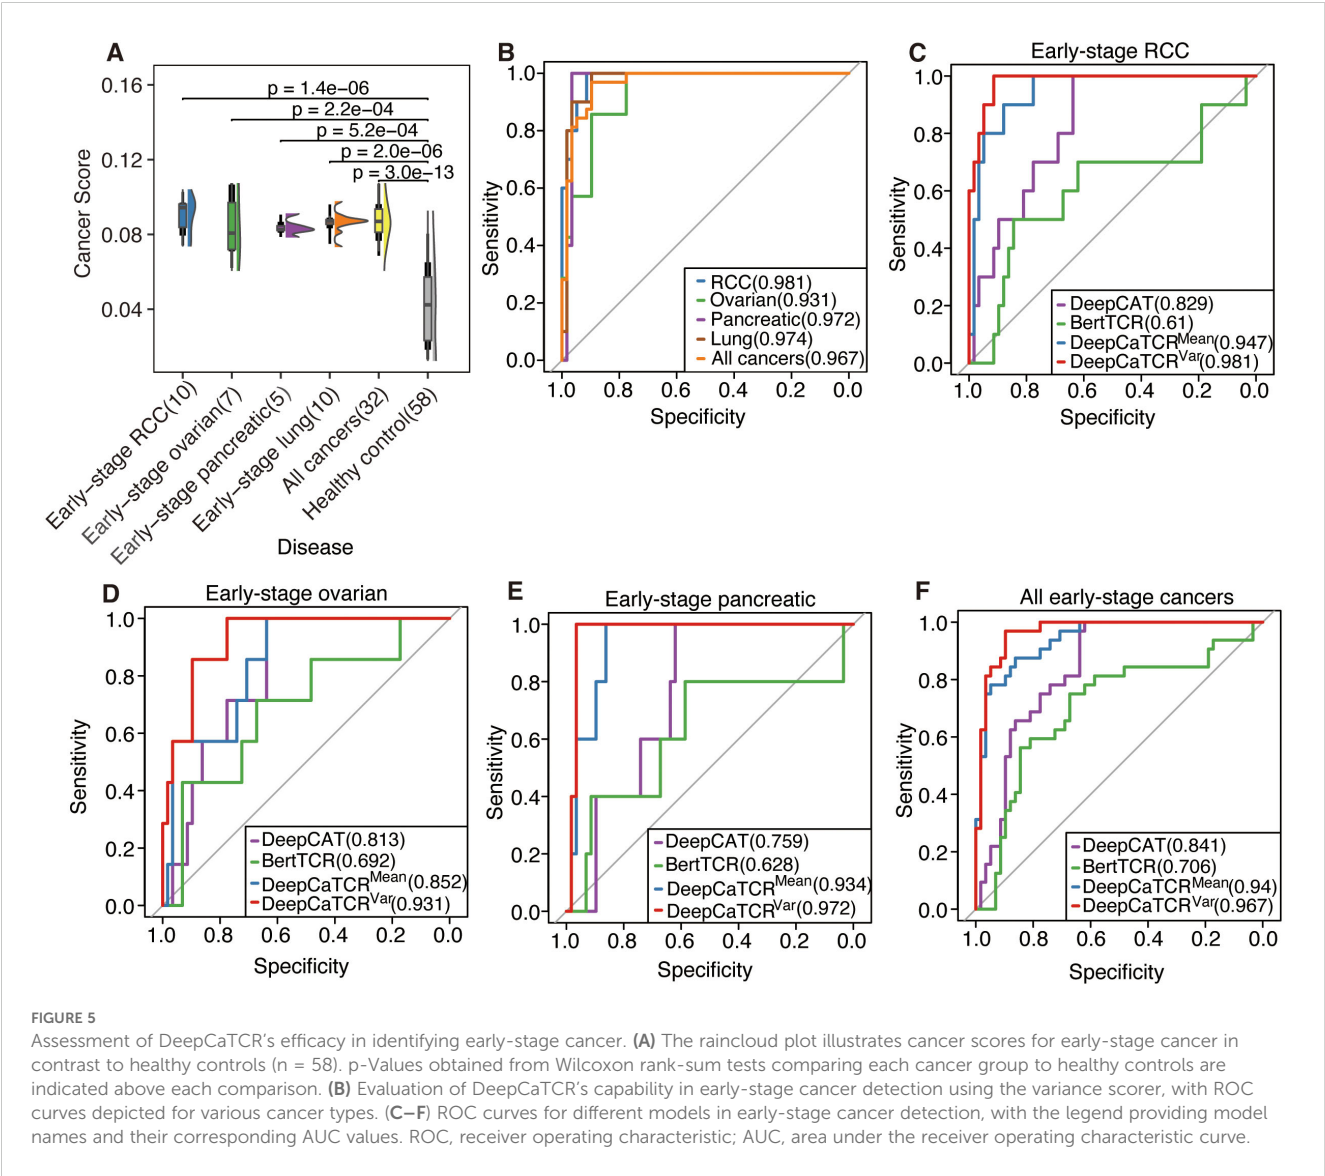 A
0.16
0.12
0.08
0.04
Cancer Score
p = 1.4e−06
p = 2.2e−04
p = 5.2e−04
p = 2.0e−06
p = 3.0e−13
Early−stage RCC(10)
Early−stage ovarian(7)
Early−stage pancreatic(5)
Early−stage lung(10)
All cancers(32)
Healthy control(58)
Disease
B
1.0
0.8
0.6
0.4
0.2
0.0
Sensitivity
RCC(0.981)
Ovarian(0.931)
Pancreatic(0.972)
Lung(0.974)
All cancers(0.967)
1.0 0.8 0.6 0.4 0.2 0.0
Specificity
C
Early-stage RCC
1.0
0.8
0.6
0.4
0.2
0.0
Sensitivity
DeepCAT(0.829)
BertTCR(0.61)
DeepCaTCRMean(0.947)
DeepCaTCRVar(0.981)
1.0 0.8 0.6 0.4 0.2 0.0
Specificity
D
Early-stage ovarian
1.0
0.8
0.6
0.4
0.2
0.0
Sensitivity
DeepCAT(0.813)
BertTCR(0.692)
DeepCaTCRMean(0.852)
DeepCaTCRVar(0.931)
1.0 0.8 0.6 0.4 0.2 0.0
Specificity
E
Early-stage pancreatic
1.0
0.8
0.6
0.4
0.2
0.0
Sensitivity
DeepCAT(0.759)
BertTCR(0.628)
DeepCaTCRMean(0.934)
DeepCaTCRVar(0.972)
1.0 0.8 0.6 0.4 0.2 0.0
Specificity
F
All early-stage cancers
1.0
0.8
0.6
0.4
0.2
0.0
Sensitivity
DeepCAT(0.841)
BertTCR(0.706)
DeepCaTCRMean(0.94)
DeepCaTCRVar(0.967)
1.0 0.8 0.6 0.4 0.2 0.0
Specificity
FIGURE 5
Assessment of DeepCaTCR's efficacy in identifying early-stage cancer. (A) The raincloud plot illustrates cancer scores for early-stage cancer in
contrast to healthy controls (n = 58). p-Values obtained from Wilcoxon rank-sum tests comparing each cancer group to healthy controls are
indicated above each comparison. (B) Evaluation of DeepCaTCR's capability in early-stage cancer detection using the variance scorer, with ROC
curves depicted for various cancer types. (C–F) ROC curves for different models in early-stage cancer detection, with the legend providing model
names and their corresponding AUC values. ROC, receiver operating characteristic; AUC, area under the receiver operating characteristic curve.